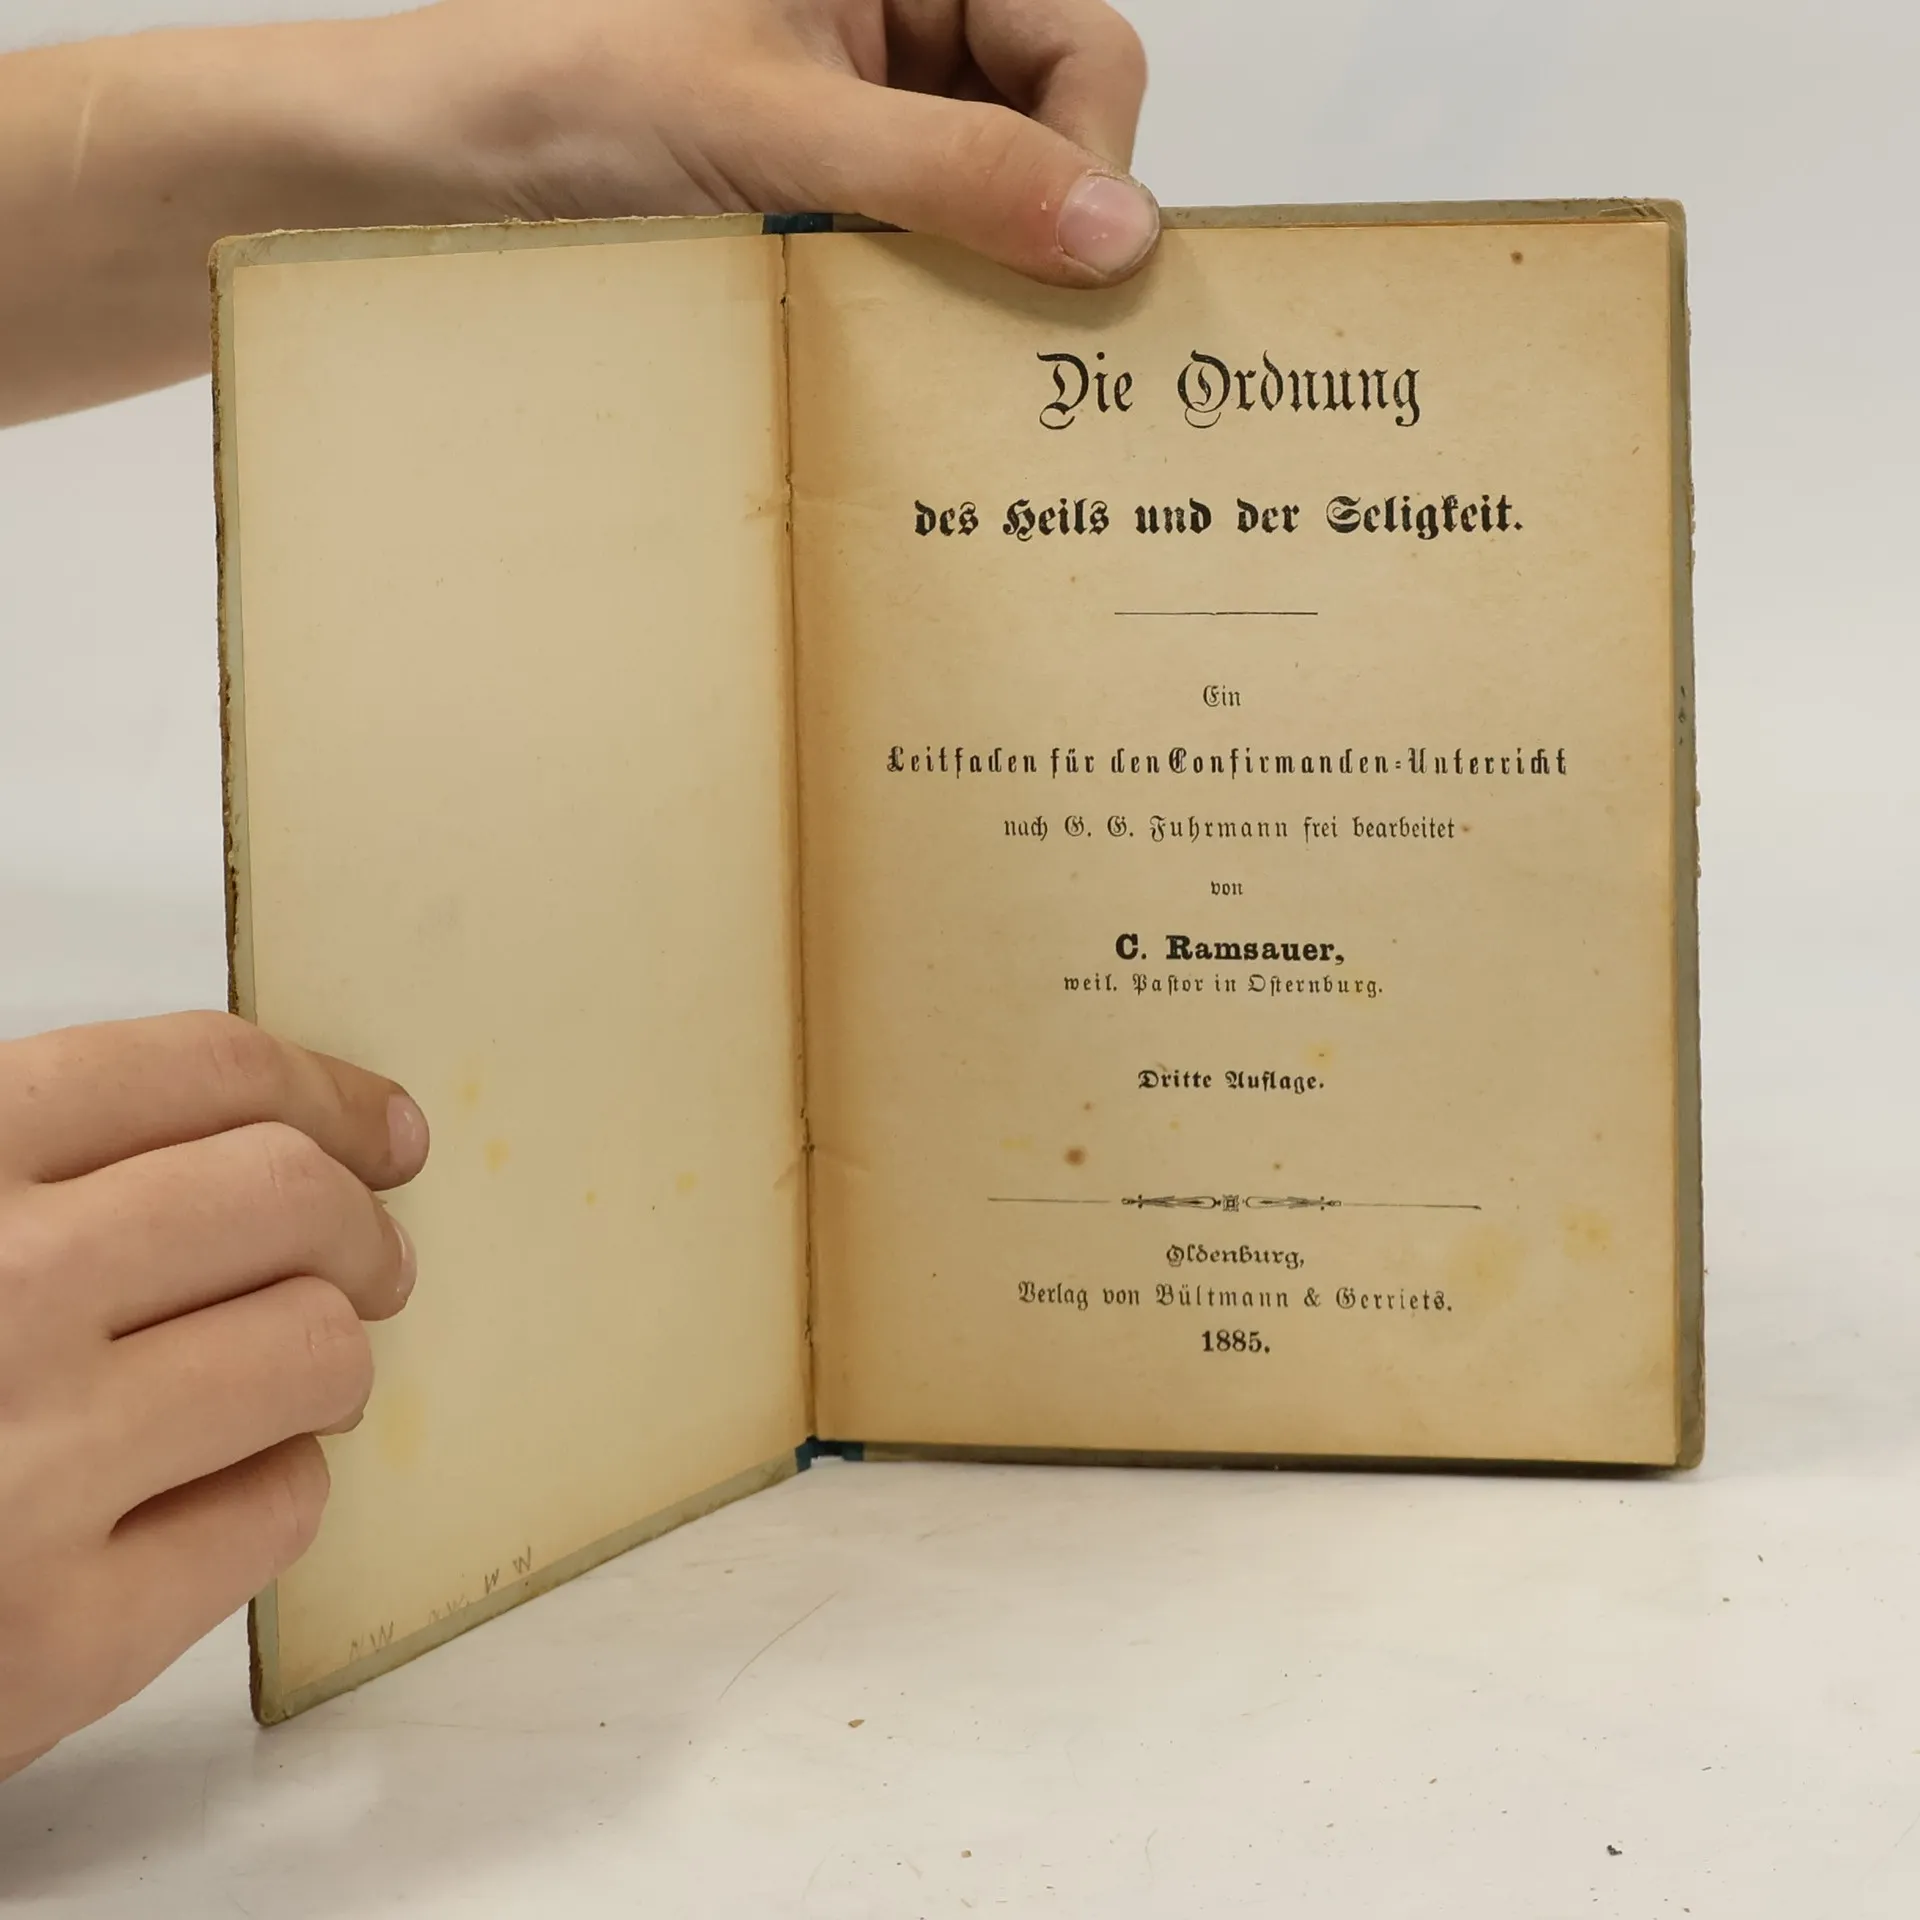 Die Ordnung
des Heils und der Seligkeit.
Ein
Leitfaden für den Confirmanden-Unterricht
nach G. G. Fuhrmann frei bearbeitet
von
C. Ramsauer,
weil. Pastor in Osternburg.
Dritte Auflage.
Oldenburg,
Verlag von Bültmann & Gerriets.
1885.